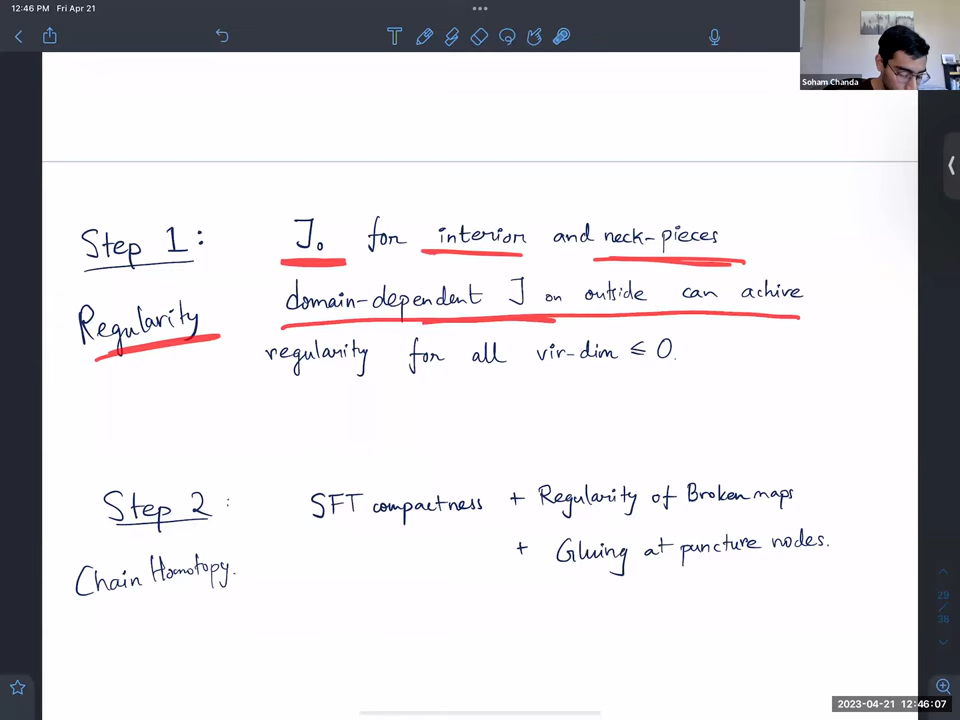 12:46 PM Fri Apr 21
Soham Chanda
Step 1: J₀ for interior and neck-pieces
domain-dependent J on outside can achive
Regularity
regularity for all vir-dim ≤ 0.
Step 2: SFT compactness + Regularity of Broken maps
+ Gluing at puncture nodes.
Chain Homotopy.
29
/
38
2023-04-21 12:46:07